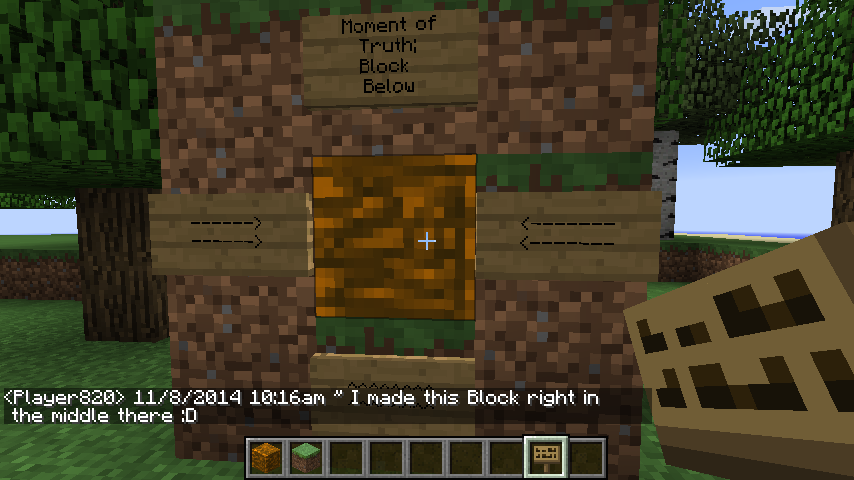 Moment of
Truth;
Block
Below
------>
------>
<------
<------
^^^^^^^
<Player820> 11/8/2014 10:16am " I made this Block right in
the middle there :D